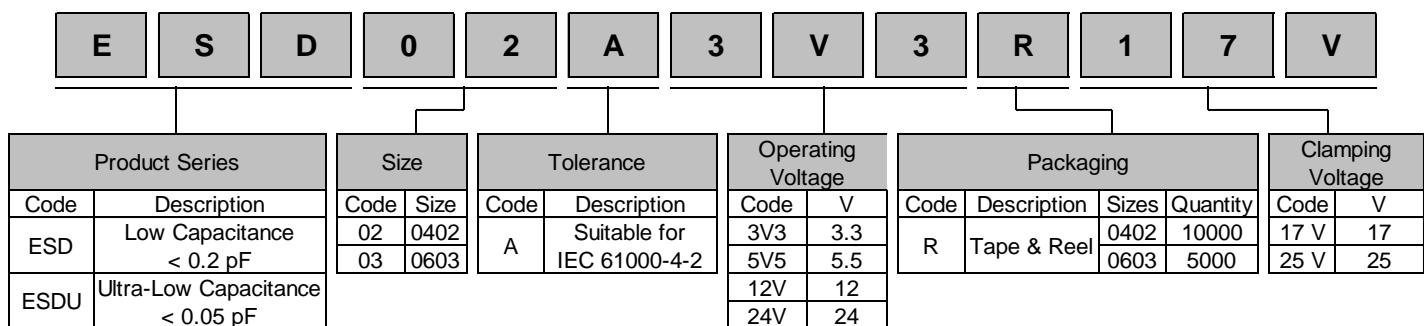 E S D 0 2 A 3 V 3 R 1 7 V
Product Series
Code Description
ESD Low Capacitance
< 0.2 pF
ESDU Ultra-Low Capacitance
< 0.05 pF
Size
Code Size
02 0402
03 0603
Tolerance
Code Description
A Suitable for
IEC 61000-4-2
Operating
Voltage
Code V
3V3 3.3
5V5 5.5
12V 12
24V 24
Packaging
Code Description Sizes Quantity
R Tape & Reel 0402 10000
0603 5000
Clamping
Voltage
Code V
17 V 17
25 V 25